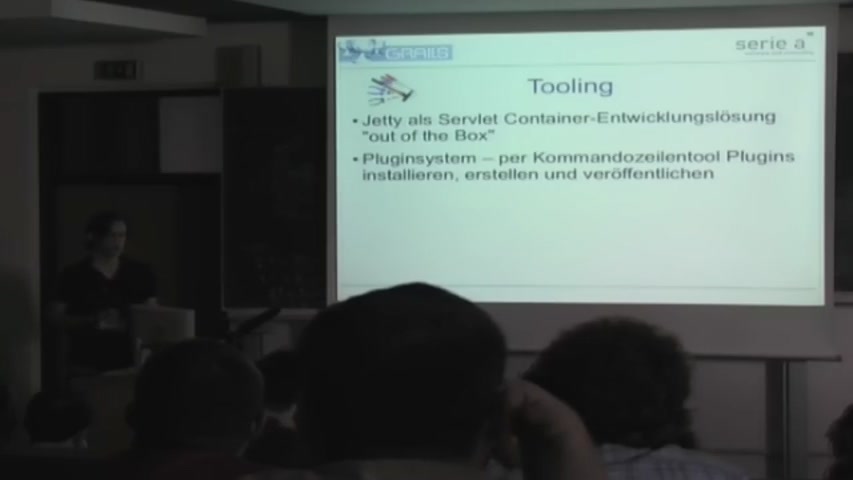 GRAILS
serie a
Tooling
• Jetty als Servlet Container-Entwicklungslösung
"out of the Box"
• Pluginsystem – per Kommandozeilentool Plugins
installieren, erstellen und veröffentlichen